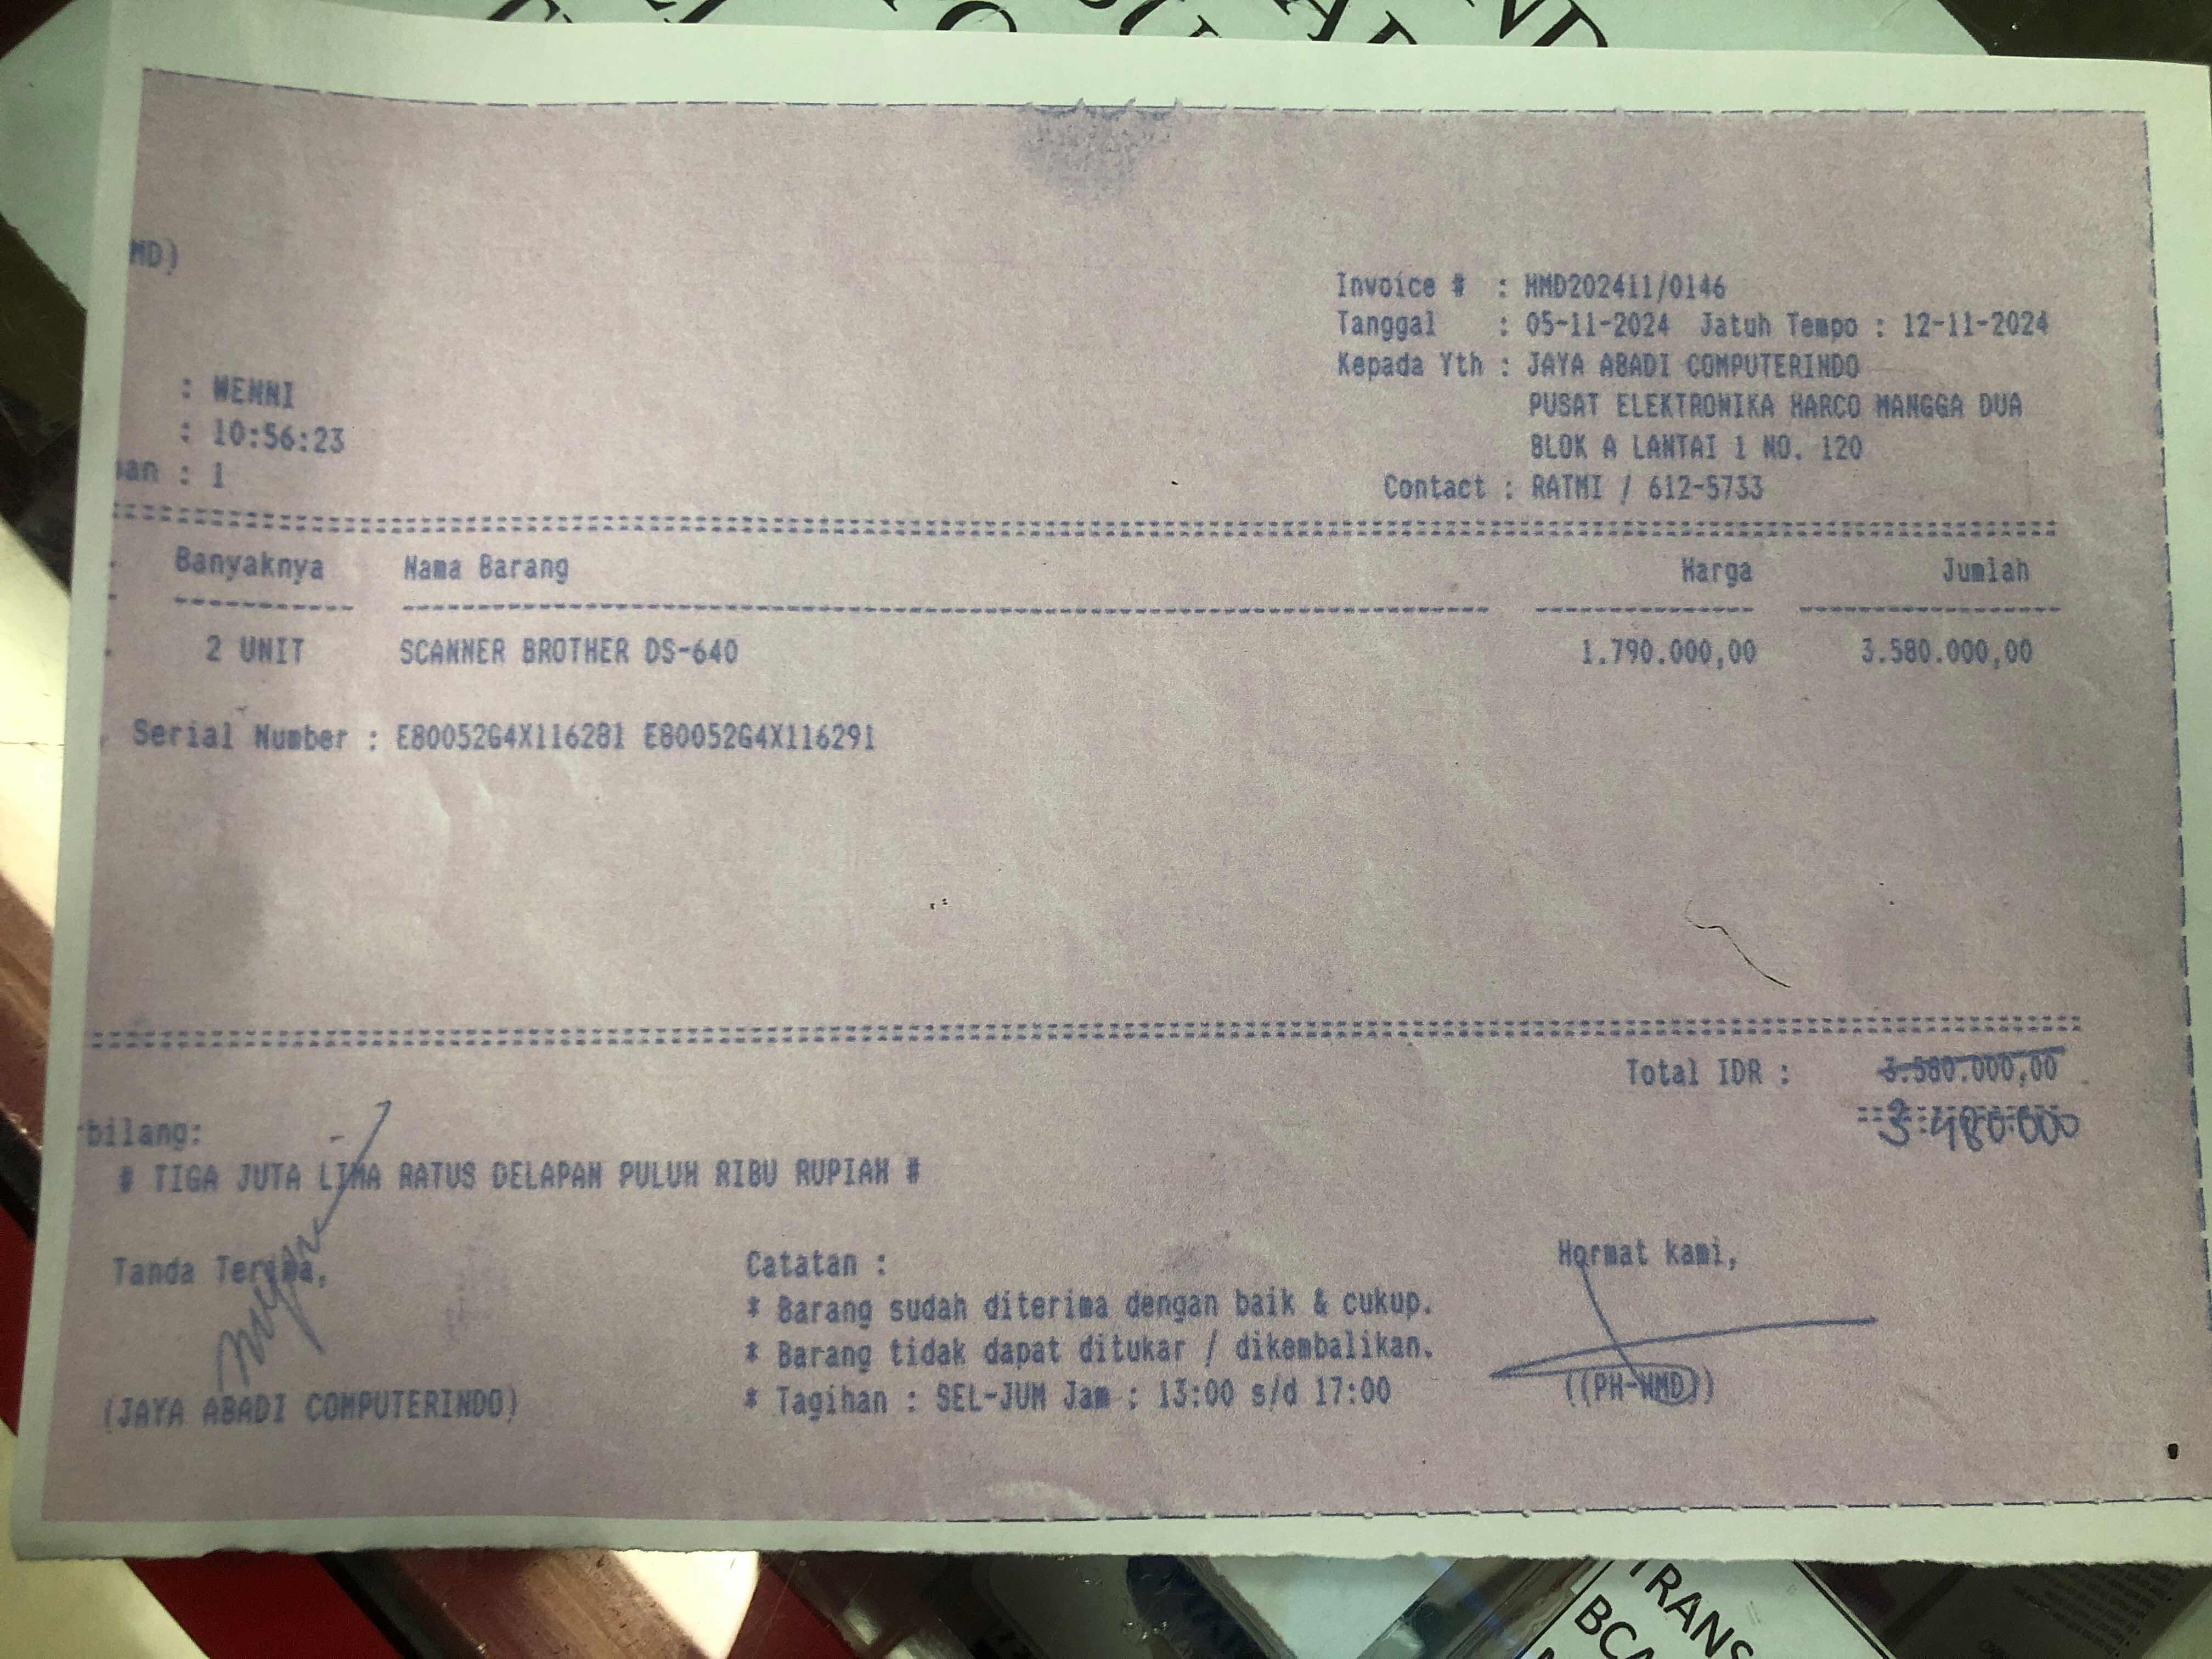 MD)
Invoice # : HMD202411/0146
Tanggal : 05-11-2024 Jatuh Tempo : 12-11-2024
Kepada Yth : JAYA ABADI COMPUTERINDO
: WENNI
PUSAT ELEKTRONIKA HARCO MANGGA DUA
: 10:56:23
BLOK A LANTAI 1 NO. 120
an : 1
Contact : RATMI / 612-5733
Banyaknya Nama Barang Harga Jumlah
2 UNIT SCANNER BROTHER DS-640 1.790.000,00 3.580.000,00
Serial Number : E80052G4X116281 E80052G4X116291
Total IDR : 3.580.000,00
3.480.000
bilang:
# TIGA JUTA LIMA RATUS DELAPAN PULUH RIBU RUPIAH #
Tanda Terima,
Catatan :
Hormat kami,
* Barang sudah diterima dengan baik & cukup.
* Barang tidak dapat ditukar / dikembalikan.
* Tagihan : SEL-JUM Jam : 13:00 s/d 17:00
(JAYA ABADI COMPUTERINDO)
((PH-HMD))
TRANS
BCA